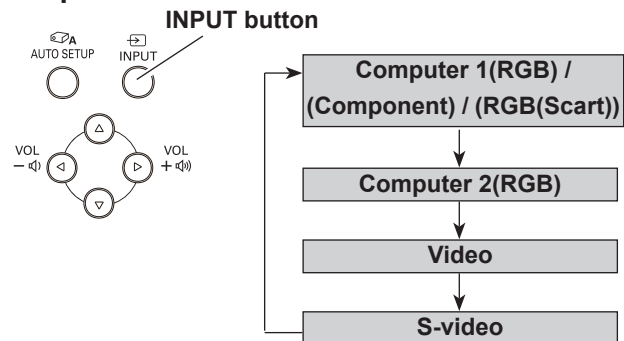 INPUT button
A
AUTO SETUP
INPUT
VOL
–
VOL
+
Computer 1(RGB) /
(Component) / (RGB(Scart))
Computer 2(RGB)
Video
S-video